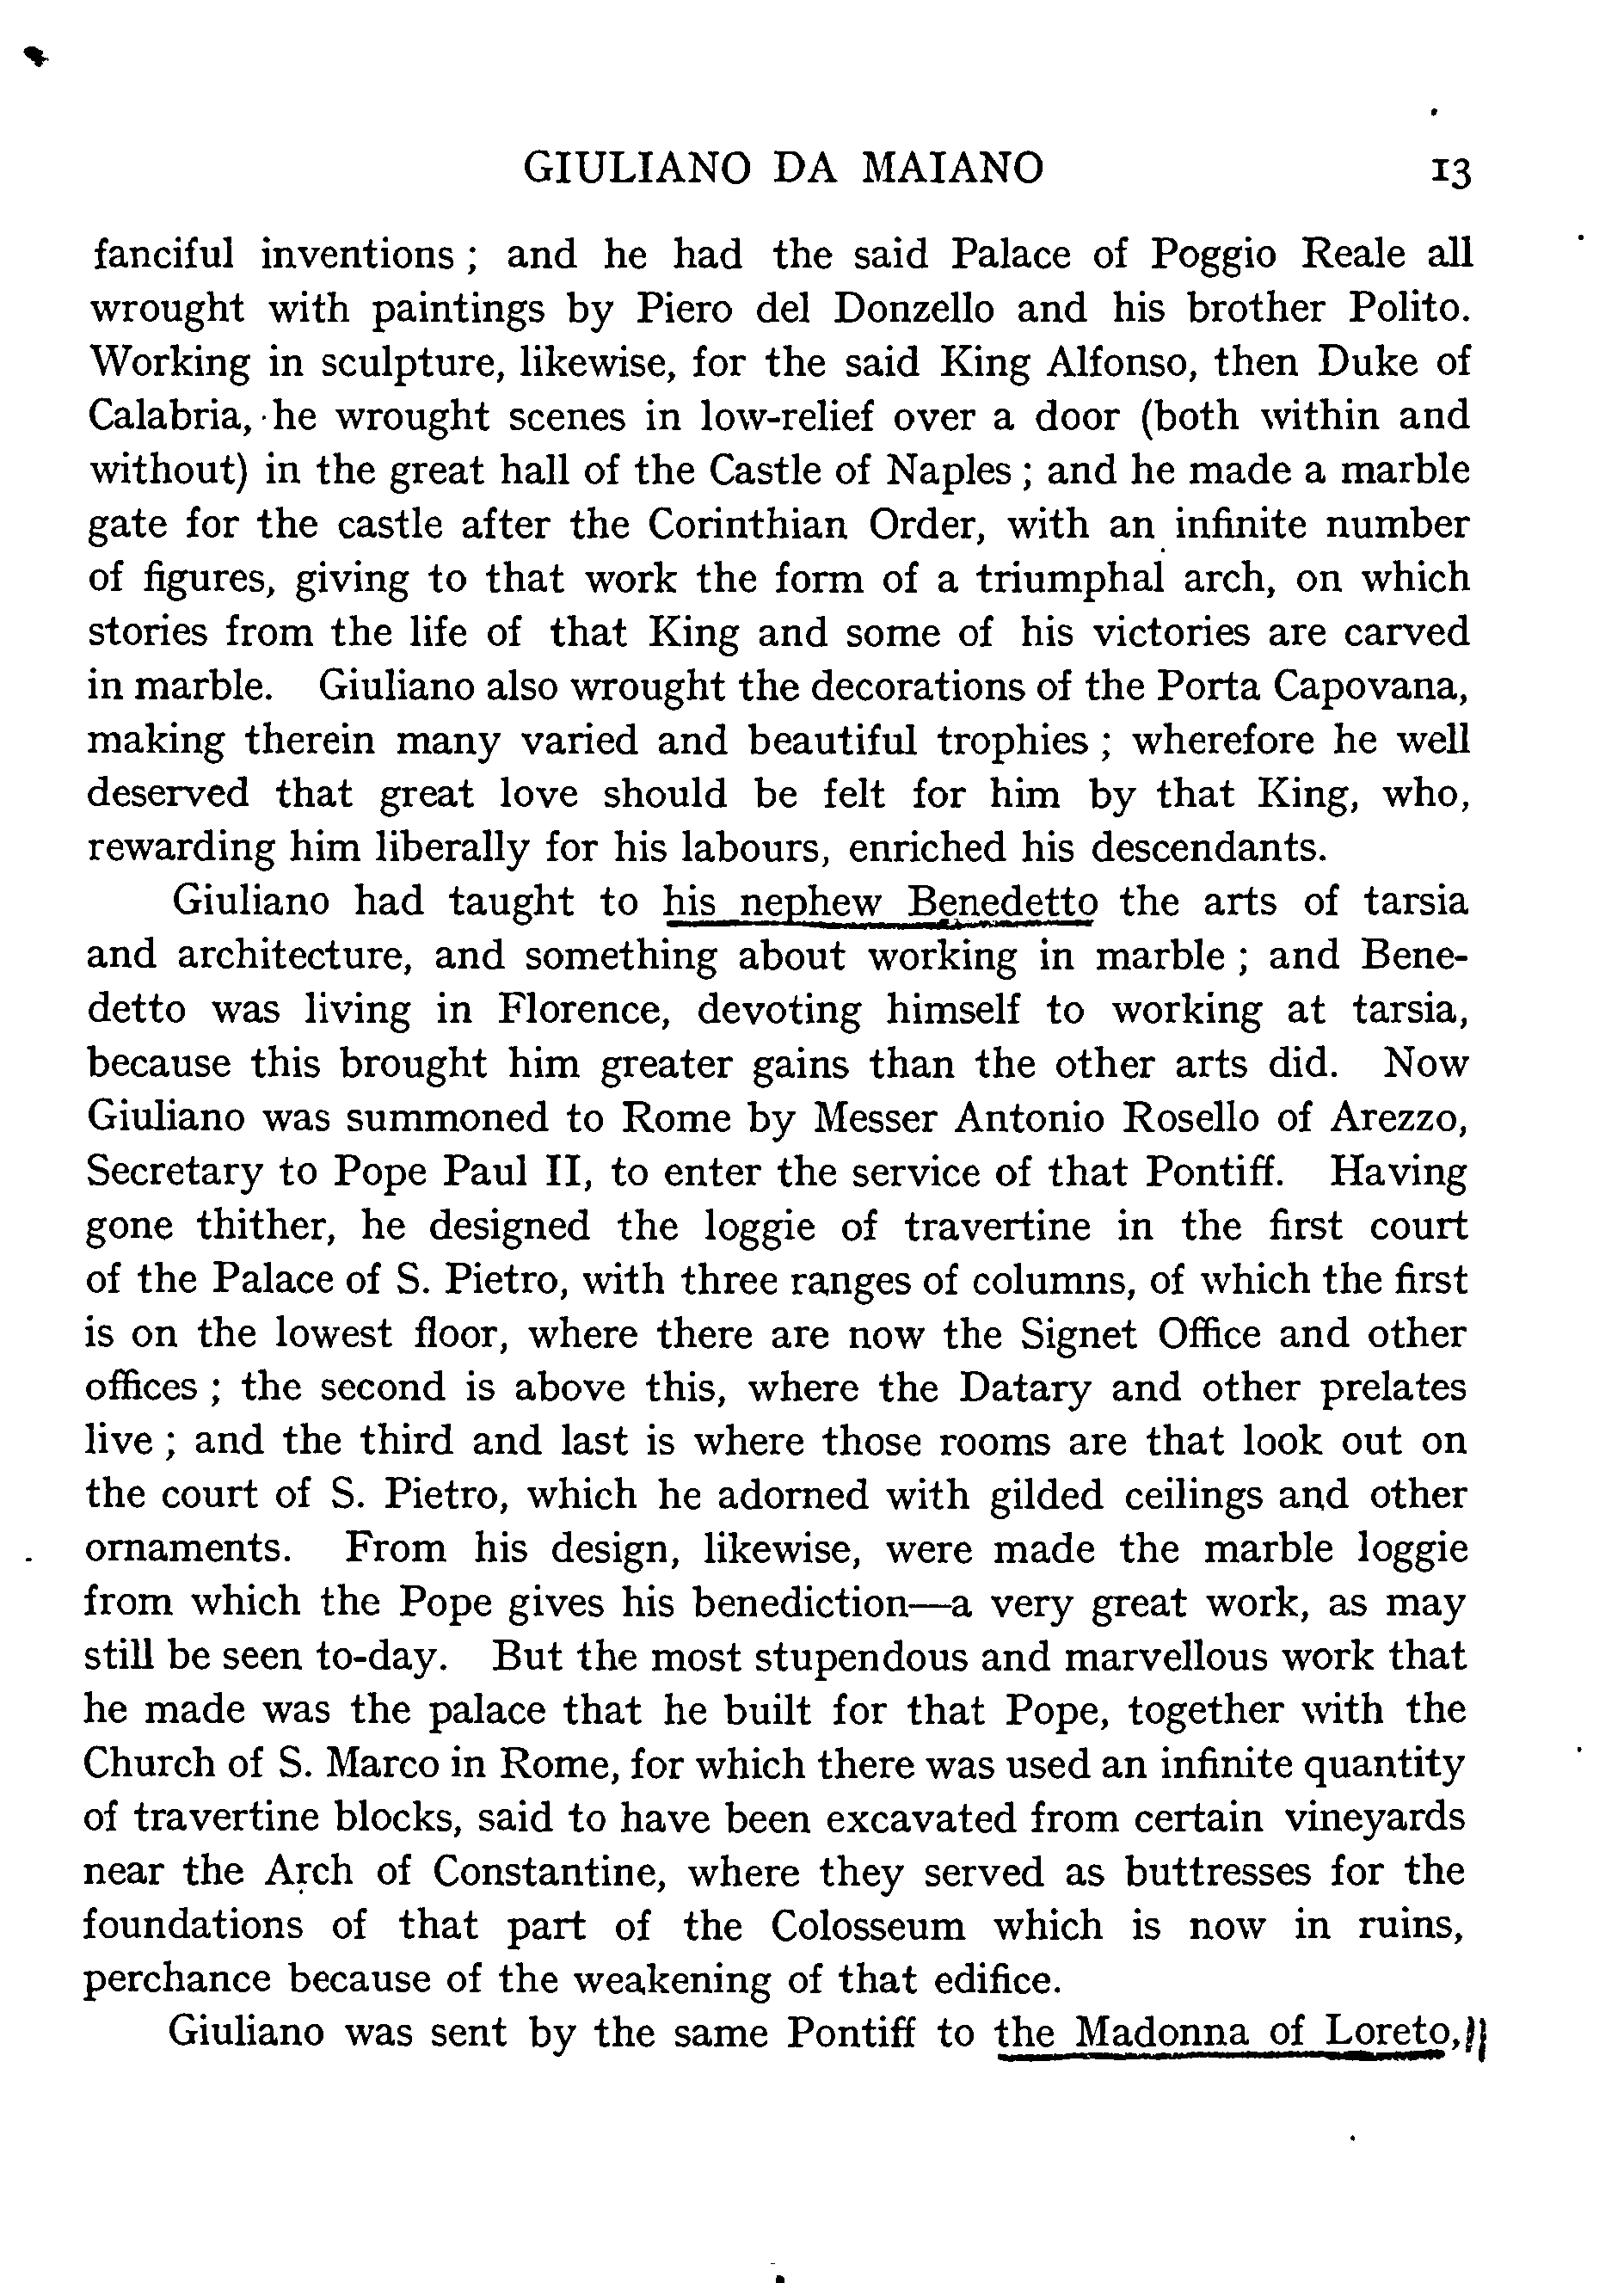 GIULIANO DA MAIANO 13
fanciful inventions ; and he had the said Palace of Poggio Reale all
wrought with paintings by Piero del Donzello and his brother Polito.
Working in sculpture, likewise, for the said King Alfonso, then Duke of
Calabria, he wrought scenes in low-relief over a door (both within and
without) in the great hall of the Castle of Naples ; and he made a marble
gate for the castle after the Corinthian Order, with an infinite number
of figures, giving to that work the form of a triumphal arch, on which
stories from the life of that King and some of his victories are carved
in marble. Giuliano also wrought the decorations of the Porta Capovana,
making therein many varied and beautiful trophies ; wherefore he well
deserved that great love should be felt for him by that King, who,
rewarding him liberally for his labours, enriched his descendants.
Giuliano had taught to his nephew Benedetto the arts of tarsia
and architecture, and something about working in marble ; and Bene-
detto was living in Florence, devoting himself to working at tarsia,
because this brought him greater gains than the other arts did. Now
Giuliano was summoned to Rome by Messer Antonio Rosello of Arezzo,
Secretary to Pope Paul II, to enter the service of that Pontiff. Having
gone thither, he designed the loggie of travertine in the first court
of the Palace of S. Pietro, with three ranges of columns, of which the first
is on the lowest floor, where there are now the Signet Office and other
offices ; the second is above this, where the Datary and other prelates
live ; and the third and last is where those rooms are that look out on
the court of S. Pietro, which he adorned with gilded ceilings and other
ornaments. From his design, likewise, were made the marble loggie
from which the Pope gives his benediction—a very great work, as may
still be seen to-day. But the most stupendous and marvellous work that
he made was the palace that he built for that Pope, together with the
Church of S. Marco in Rome, for which there was used an infinite quantity
of travertine blocks, said to have been excavated from certain vineyards
near the Arch of Constantine, where they served as buttresses for the
foundations of that part of the Colosseum which is now in ruins,
perchance because of the weakening of that edifice.
Giuliano was sent by the same Pontiff to the Madonna of Loreto,